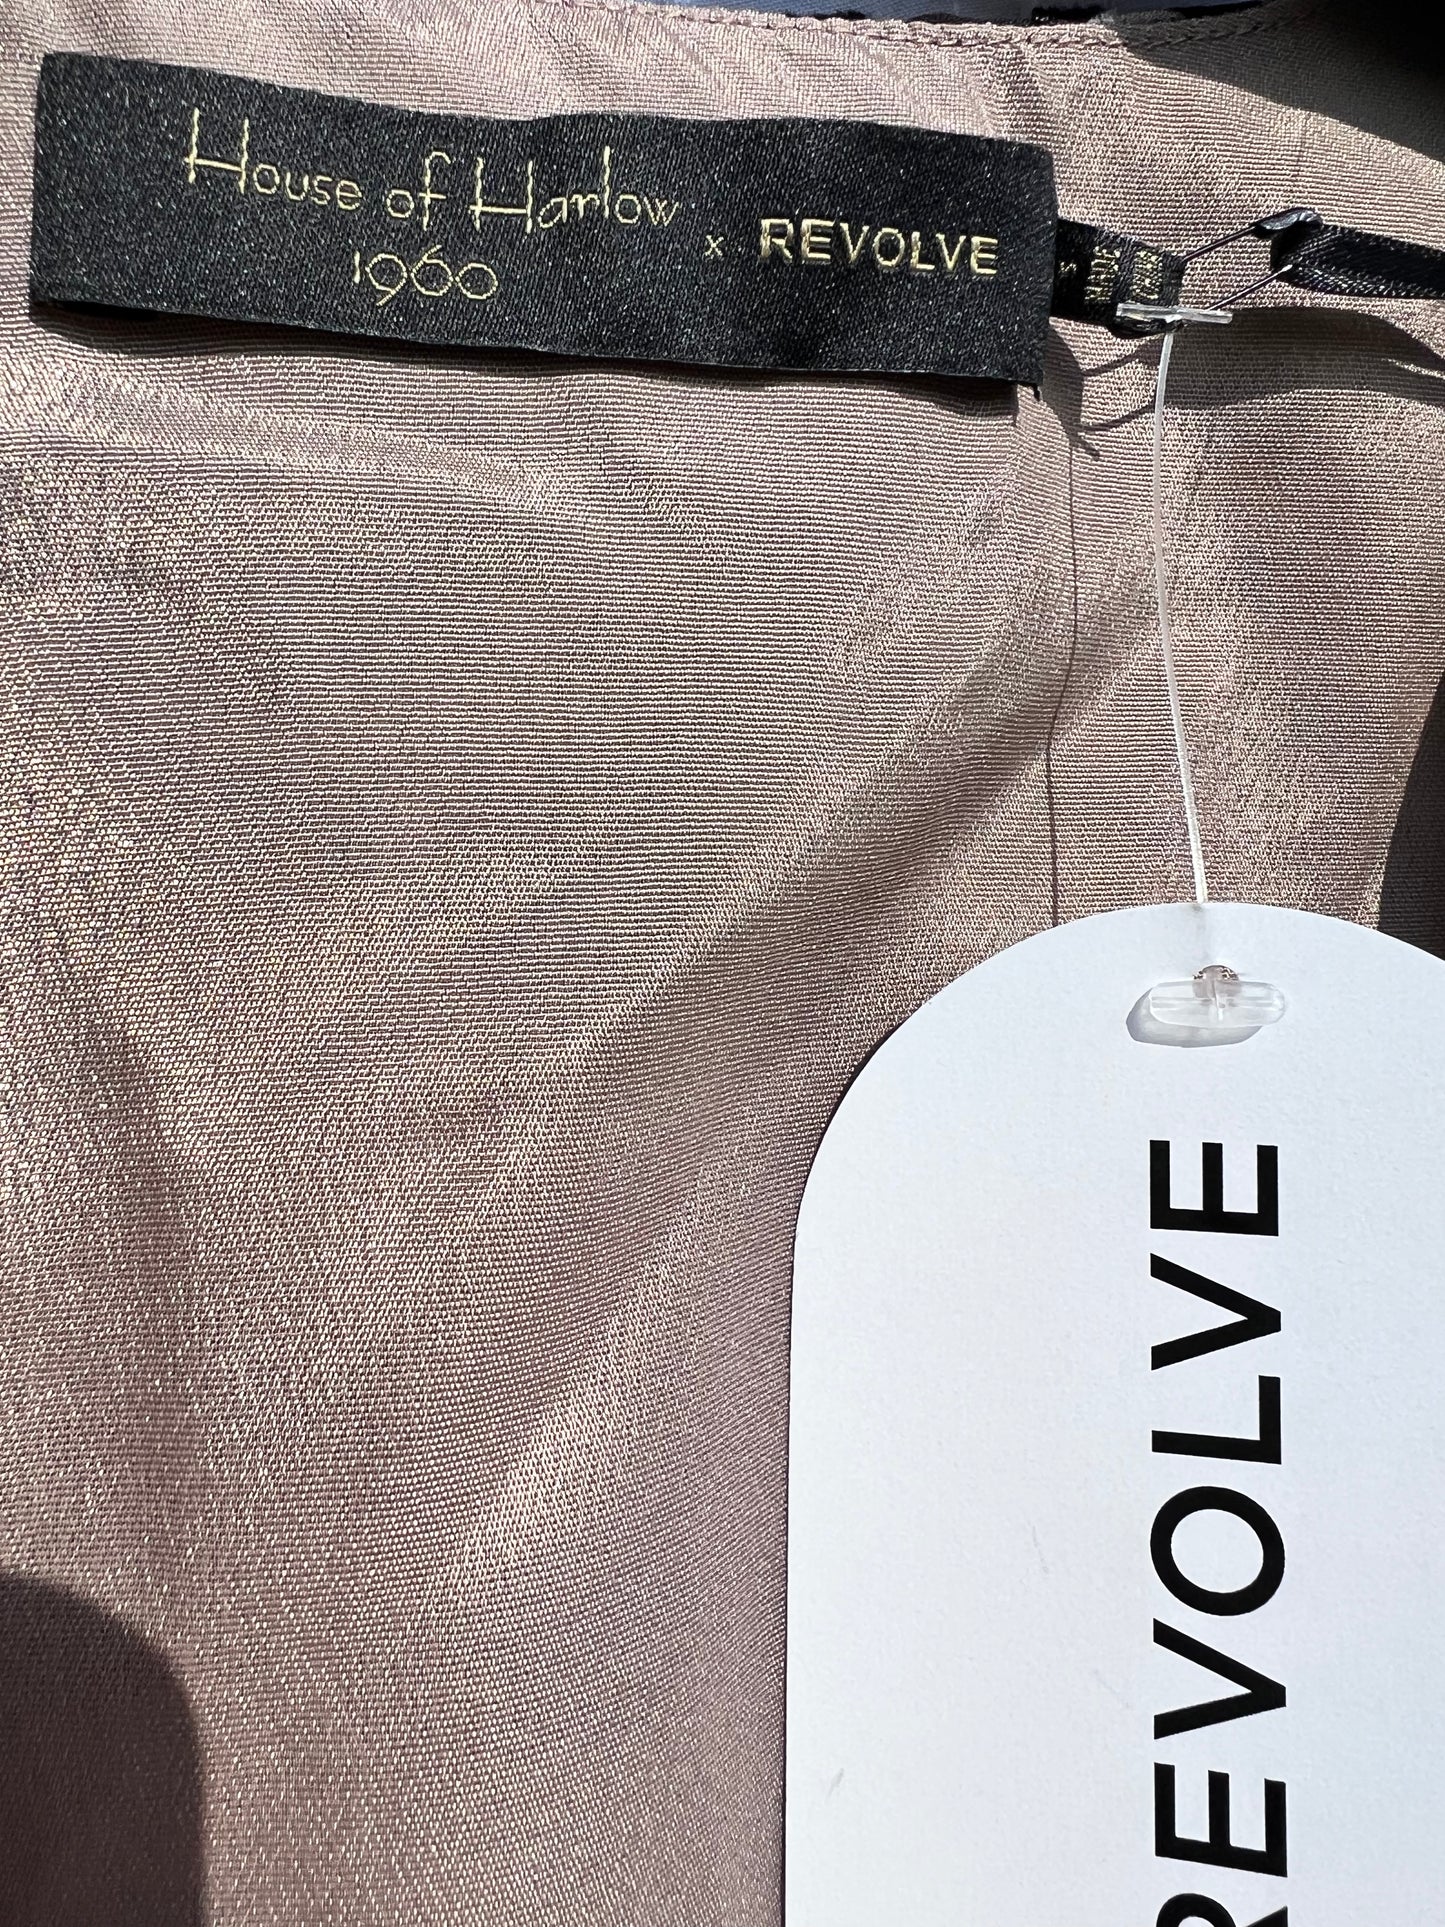 House of Harlow
1960
x REVOLVE
REVOLVE